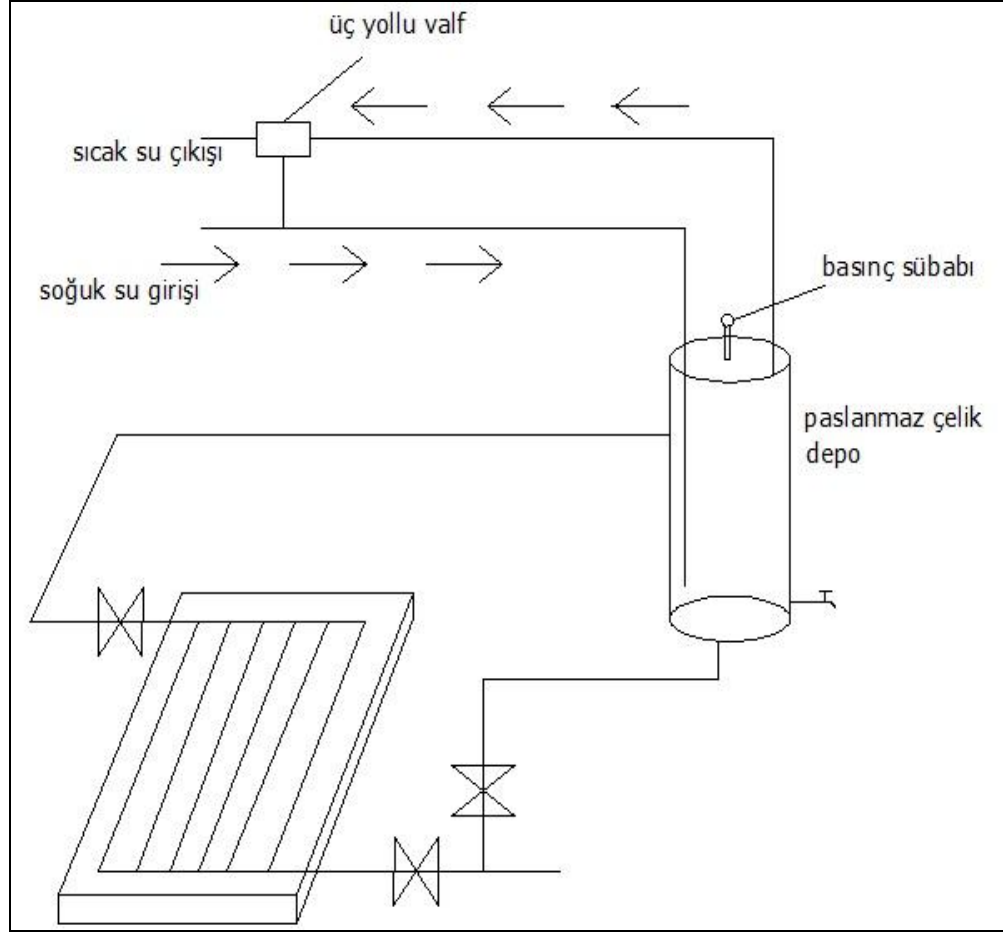 üç yollu valf
sıcak su çıkışı
soğuk su girişi
basınç sübabı
paslanmaz çelik
depo